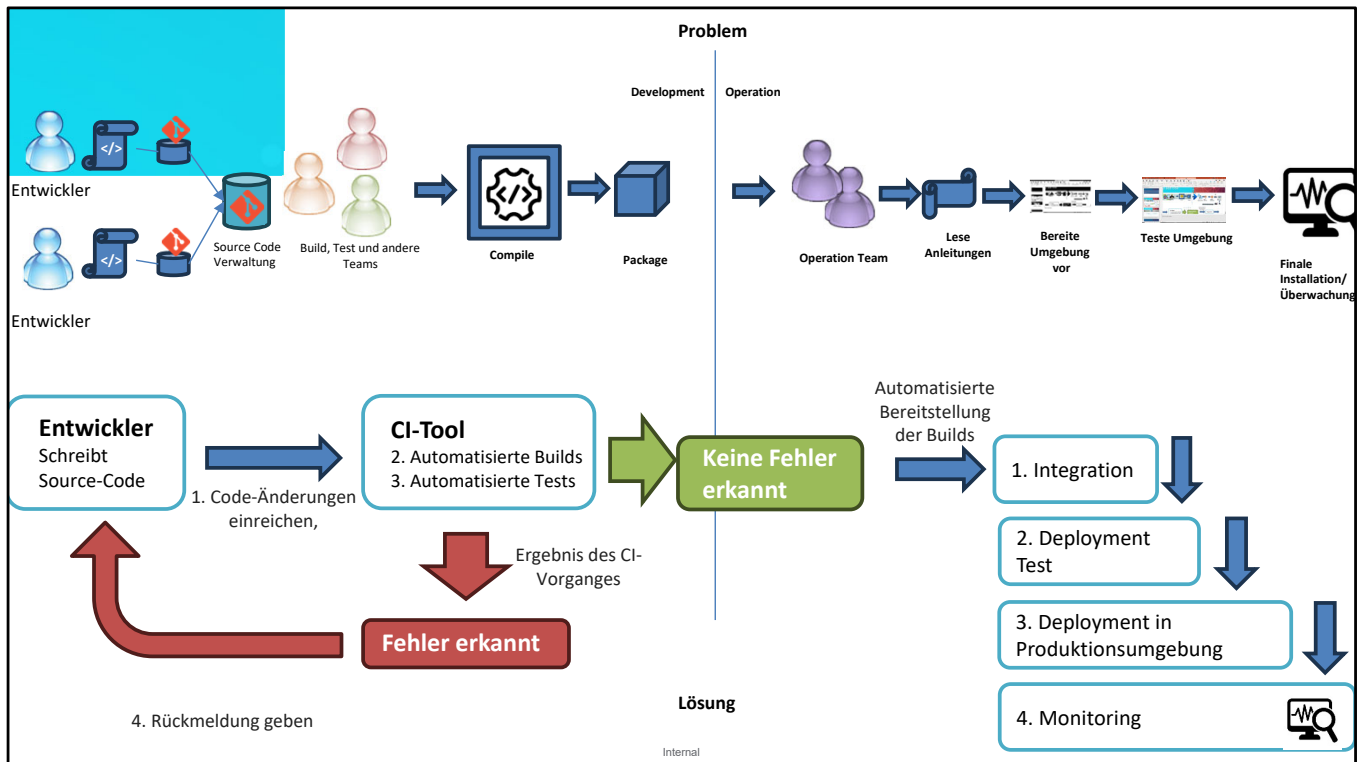 Problem
Development
Operation
Entwickler
Entwickler
</>
</>
Source Code
Verwaltung
Build, Test und andere
Teams
</>
Compile
Package
Operation Team
Lese
Anleitungen
Bereite
Umgebung
vor
Teste Umgebung
Finale
Installation/
Überwachung
Entwickler
Schreibt
Source-Code
1. Code-Änderungen
einreichen,
CI-Tool
2. Automatisierte Builds
3. Automatisierte Tests
Keine Fehler
erkannt
Automatisierte
Bereitstellung
der Builds
1. Integration
2. Deployment
Test
3. Deployment in
Produktionsumgebung
4. Monitoring
Ergebnis des CI-
Vorganges
Fehler erkannt
4. Rückmeldung geben
Lösung
Internal